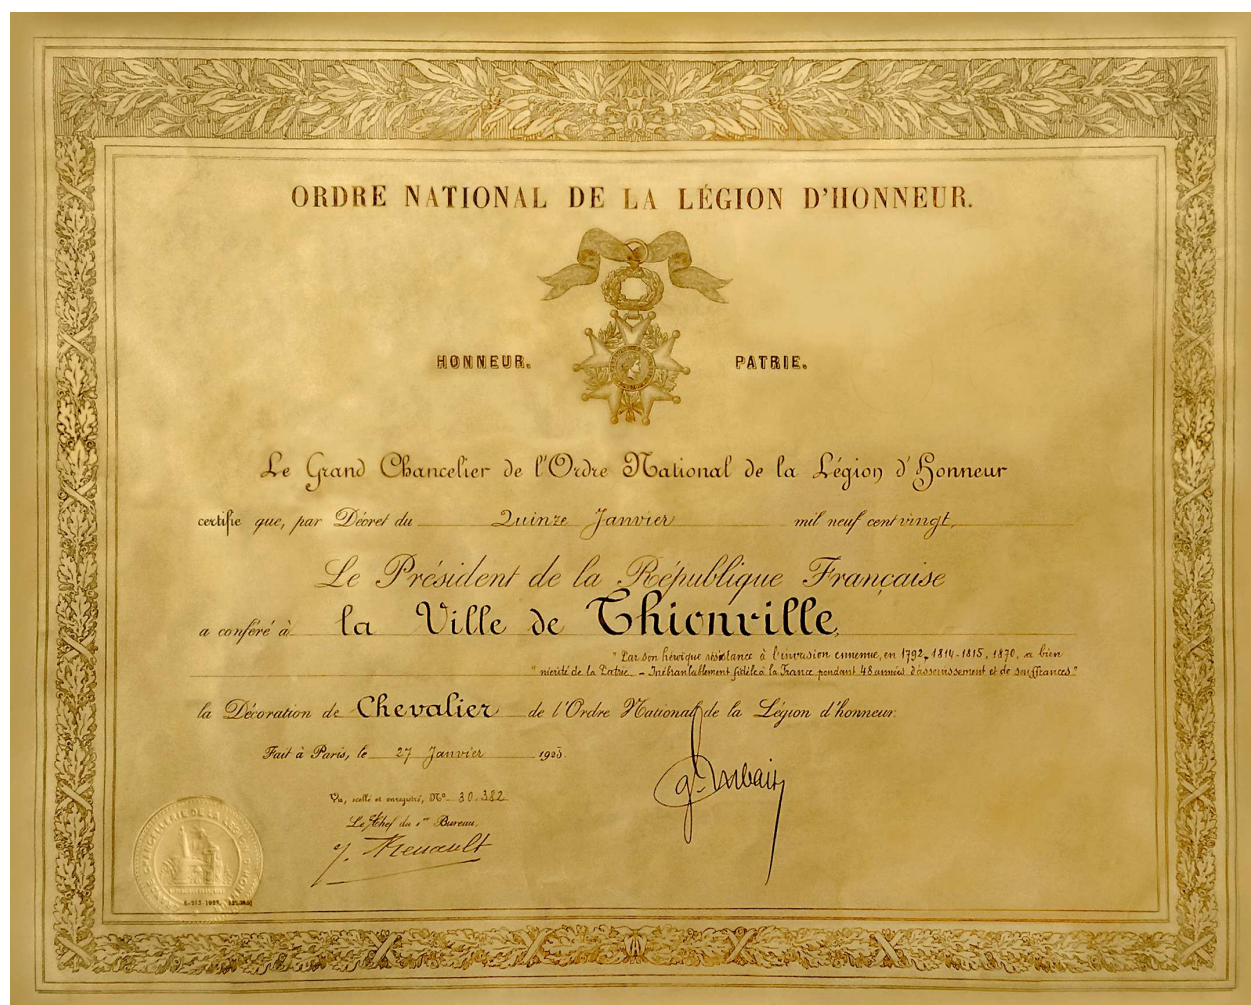 ORDRE NATIONAL DE LA LÉGION D'HONNEUR.
HONNEUR. PATRIE.
Le Grand Chancelier de l'Ordre National de la Légion d'Honneur
certifie que, par Décret du Quinze Janvier mil neuf cent vingt,
Le Président de la République Française
a conféré à la Ville de Thionville,
"Par son héroïque résistance à l'invasion ennemie, en 1792, 1814-1815, 1870, a bien
"mérité de la Patrie – Inébranlablement fidèle à la France pendant 48 années d'asservissement et de souffrances"
la Décoration de Chevalier de l'Ordre National de la Légion d'honneur.
Fait à Paris, le 27 Janvier
Vu, scellé et enregistré, N° 30.382
Le Chef du 1er Bureau,
J. Renault